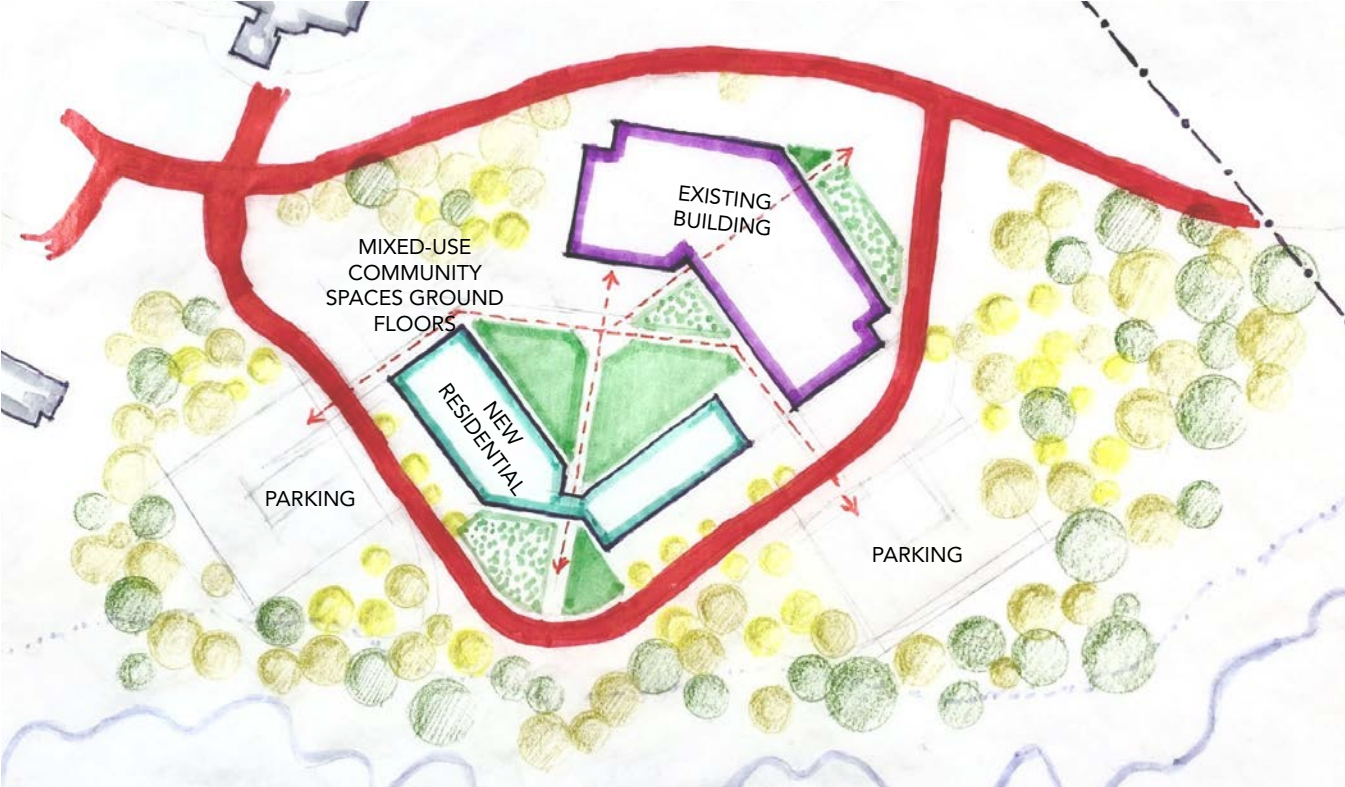 EXISTING
BUILDING
MIXED-USE
COMMUNITY
SPACES GROUND
FLOORS
NEW
RESIDENTIAL
PARKING
PARKING